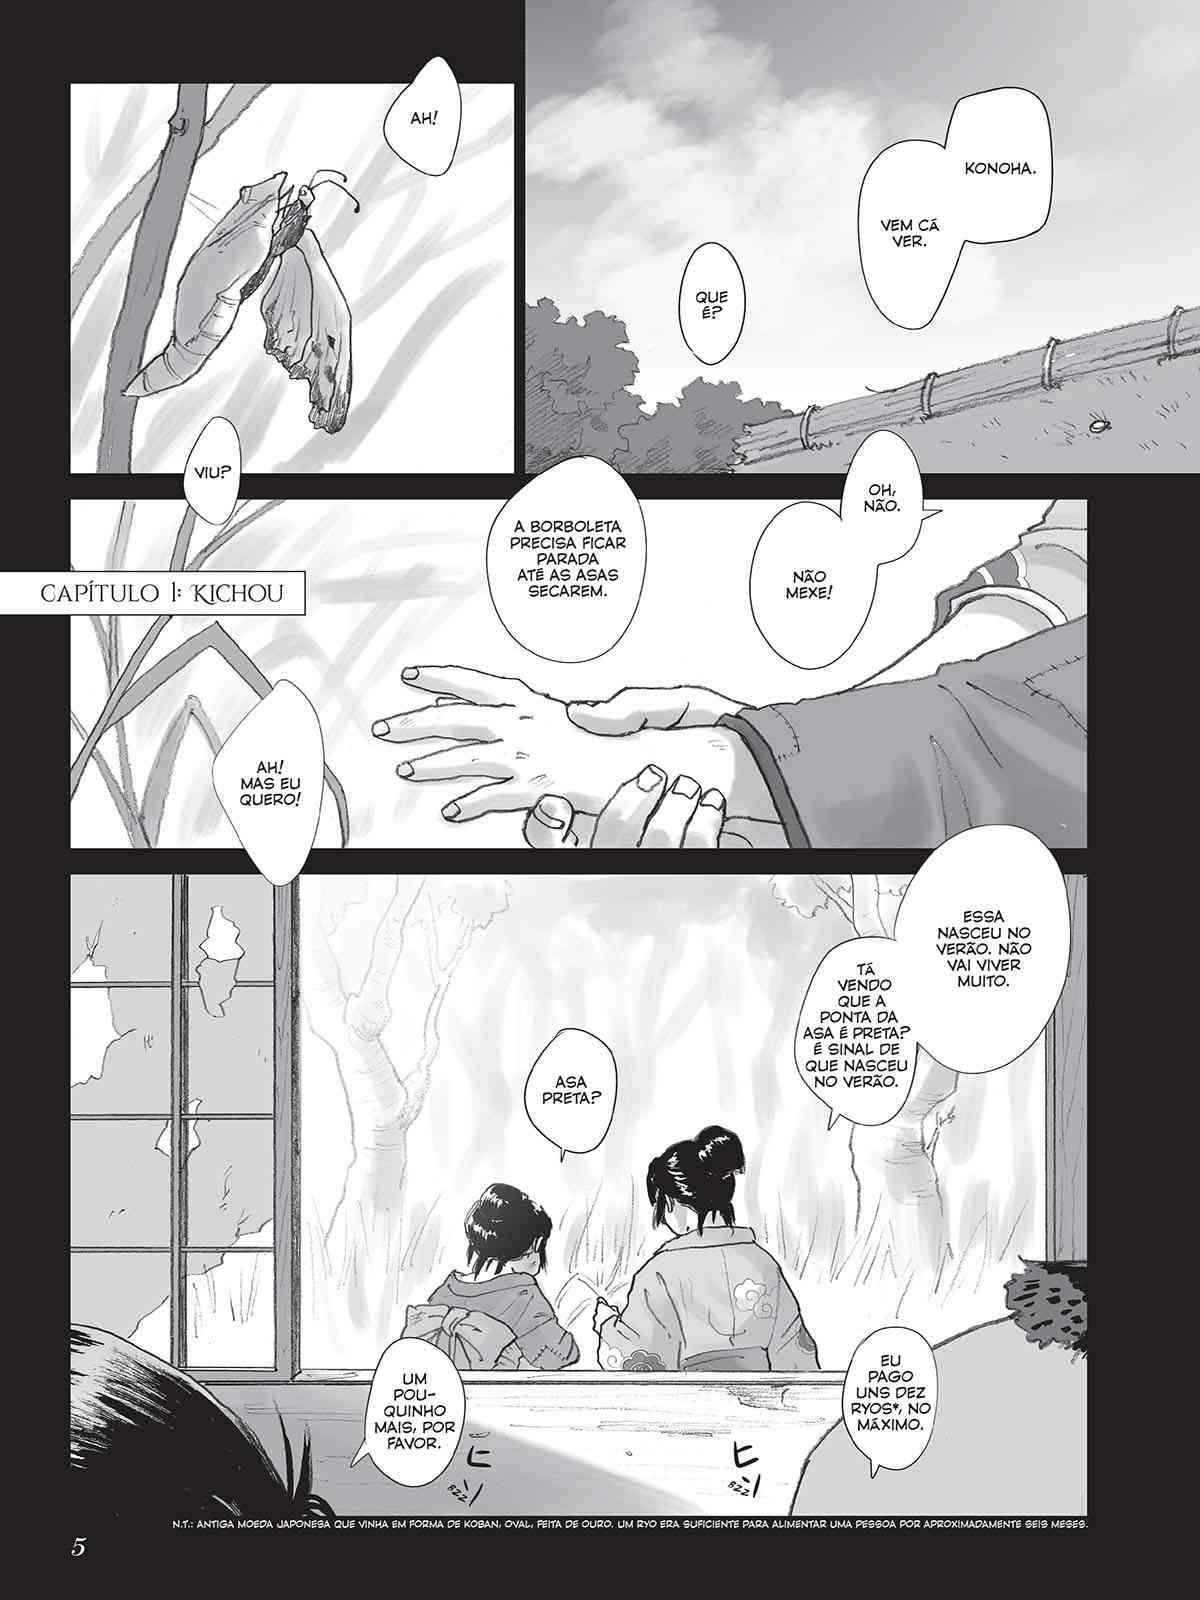 KONOHA.
VEM CÁ
VER.
QUE
É?
AH!
VIU?
OH,
NÃO.
NÃO
MEXE!
A BORBOLETA
PRECISA FICAR
PARADA
ATÉ AS ASAS
SECAREM.
CAPÍTULO 1: KICHOU
AH!
MAS EU
QUERO!
ESSA
NASCEU NO
VERÃO. NÃO
VAI VIVER
MUITO.
TÁ
VENDO
QUE A
PONTA DA
ASA É PRETA?
É SINAL DE
QUE NASCEU
NO VERÃO.
ASA
PRETA?
EU
PAGO
UNS DEZ
RYOS*, NO
MÁXIMO.
UM
POU-
QUINHO
MAIS, POR
FAVOR.
ヒソ
BZZ
ヒソ
BZZ
N.T.: ANTIGA MOEDA JAPONESA QUE VINHA EM FORMA DE KOBAN, OVAL, FEITA DE OURO. UM RYO ERA SUFICIENTE PARA ALIMENTAR UMA PESSOA POR APROXIMADAMENTE SEIS MESES.
5